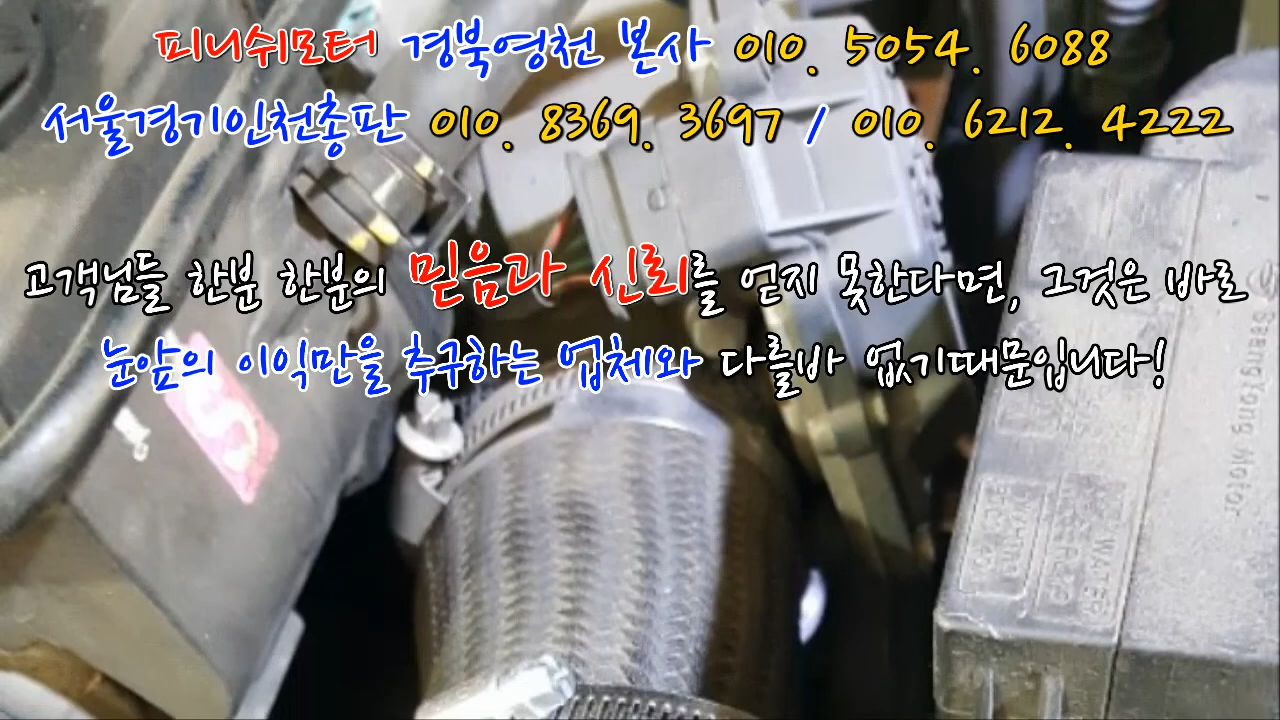 피니쉬모터 경북영천 본사 010. 5054. 6088
서울경기인천총판 010. 8369. 3697 / 010. 6212. 4222
고객님들 한분 한분의 믿음과 신뢰를 얻지 못한다면, 그것은 바로
눈앞의 이익만을 추구하는 업체와 다를바 없기때문입니다!
SsangYong Motor
WATER